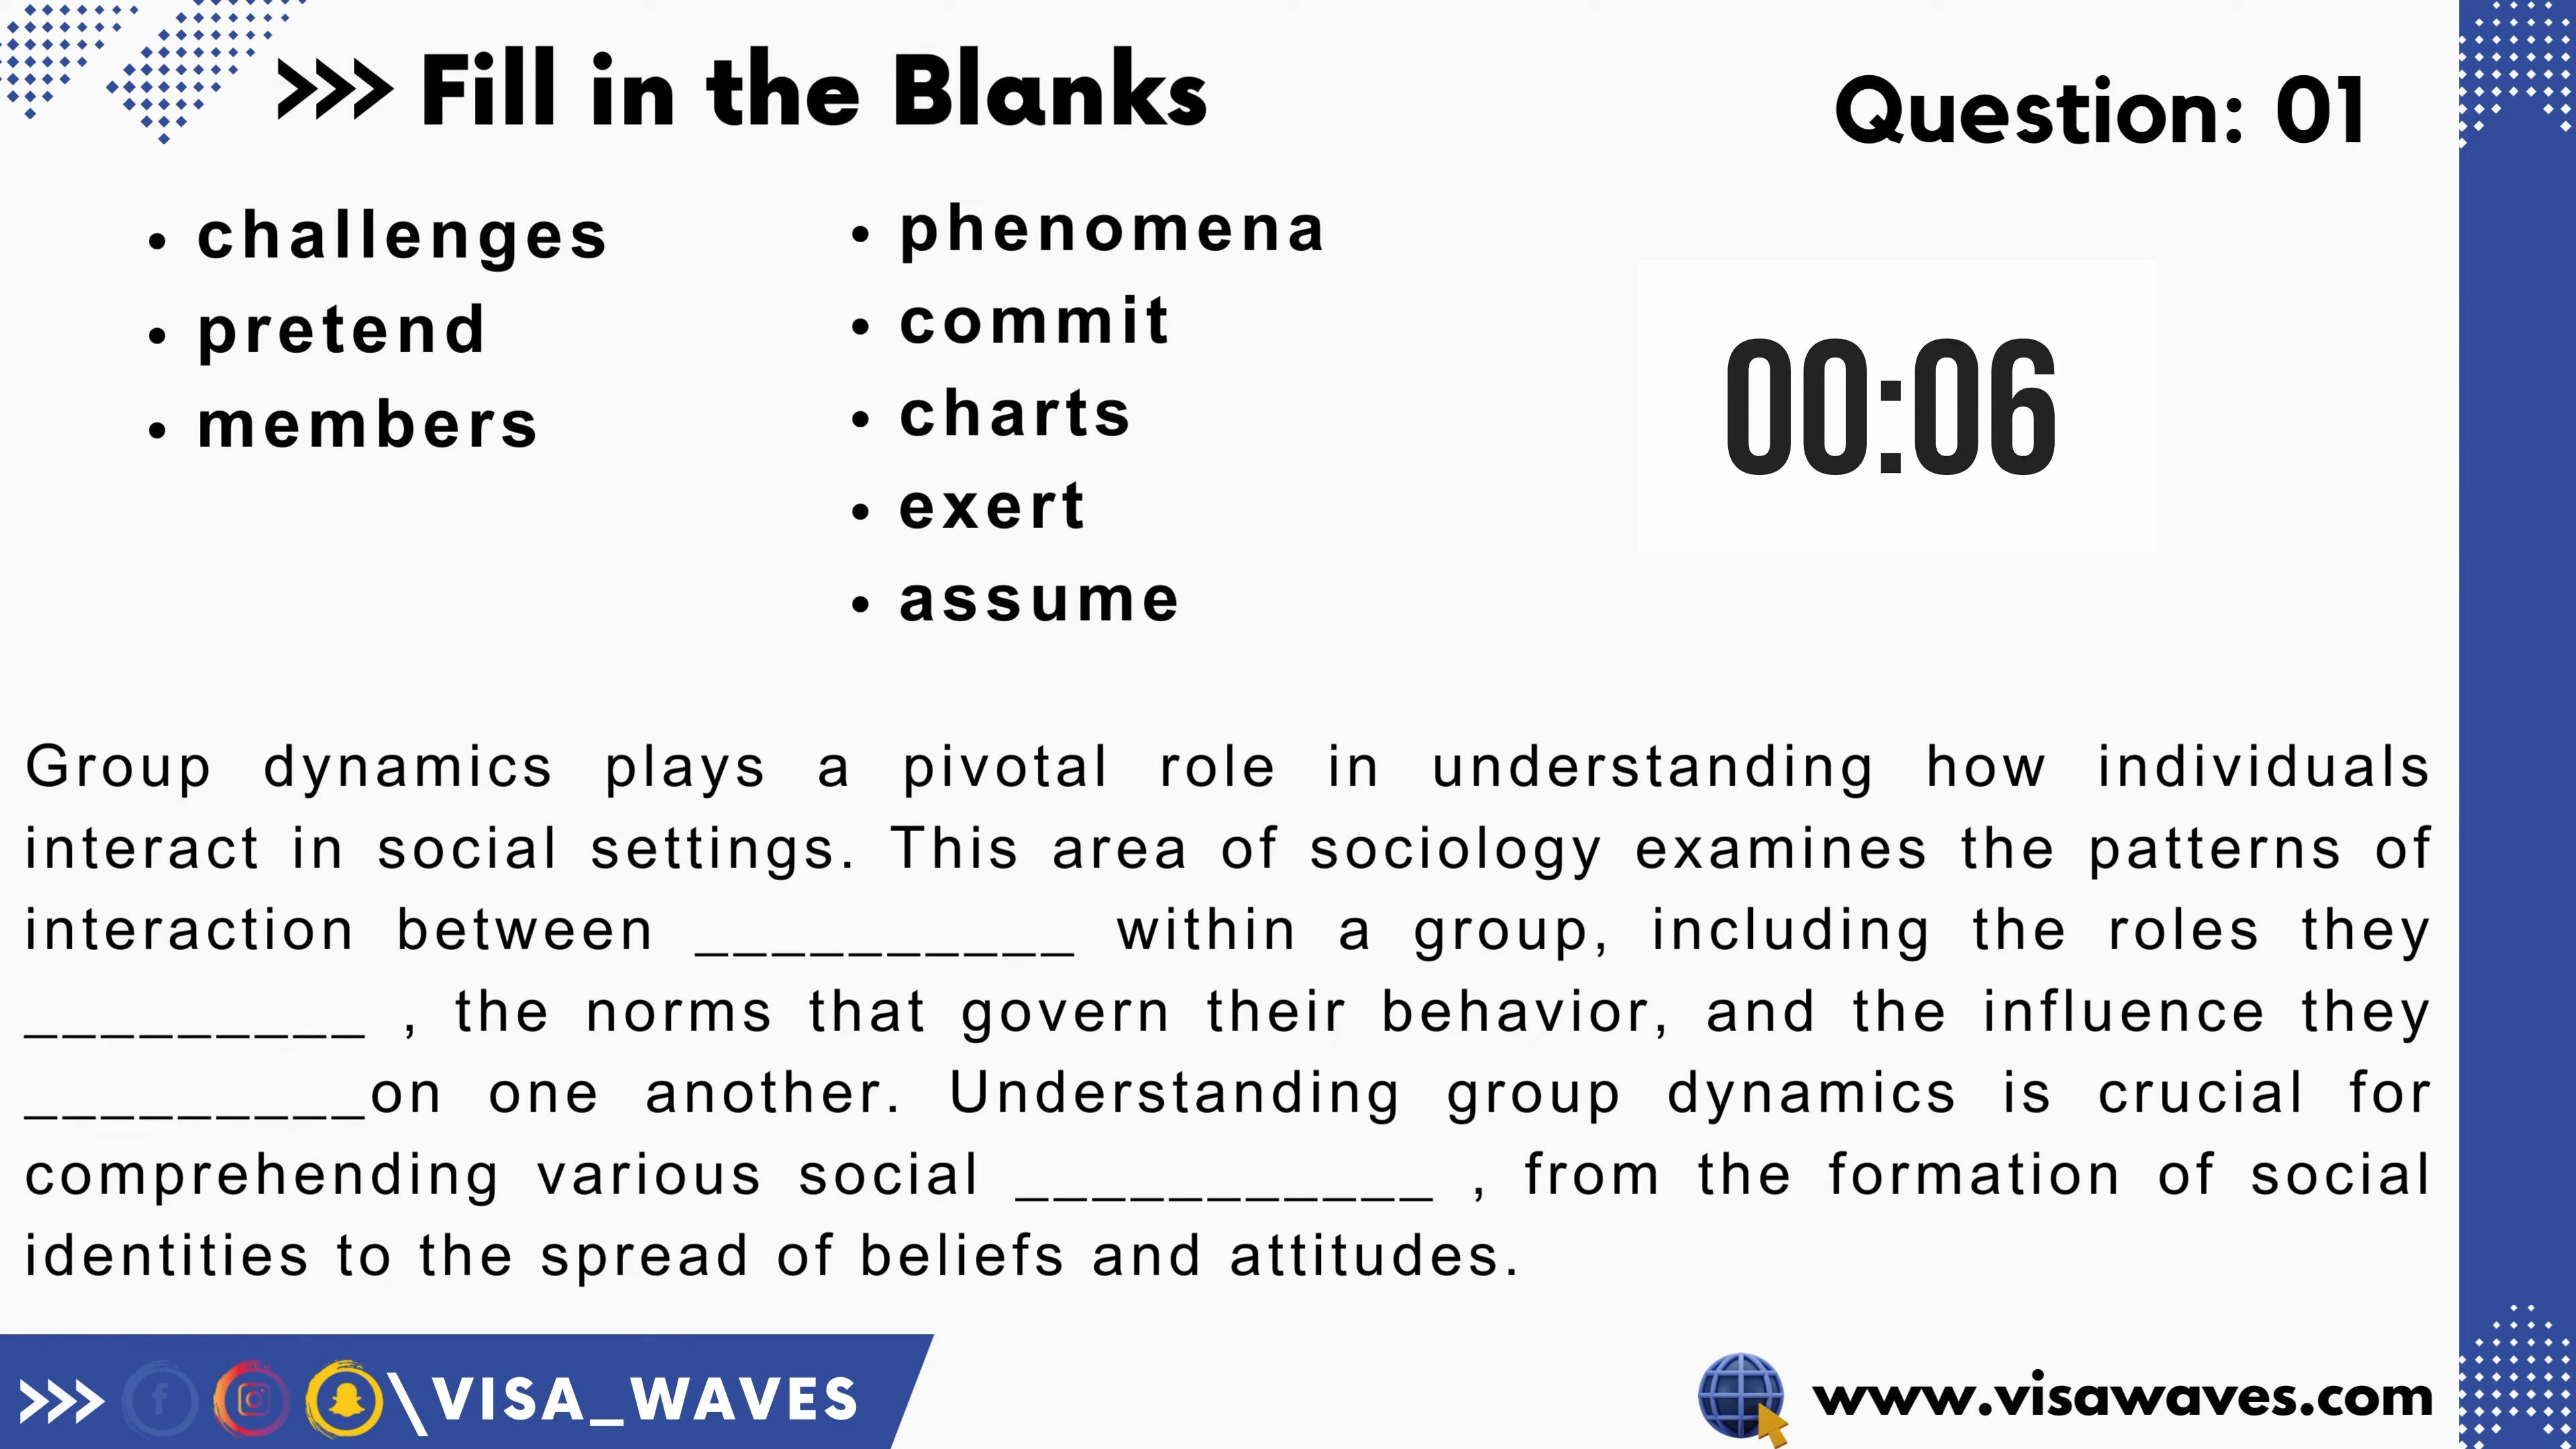 >>> Fill in the Blanks
Question: 01
• challenges
• pretend
• members
• phenomena
• commit
• charts
• exert
• assume
00:06
Group dynamics plays a pivotal role in understanding how individuals
interact in social settings. This area of sociology examines the patterns of
interaction between __________ within a group, including the roles they
_________ , the norms that govern their behavior, and the influence they
_________on one another. Understanding group dynamics is crucial for
comprehending various social ___________ , from the formation of social
identities to the spread of beliefs and attitudes.
>>> f \VISA_WAVES
www.visawaves.com